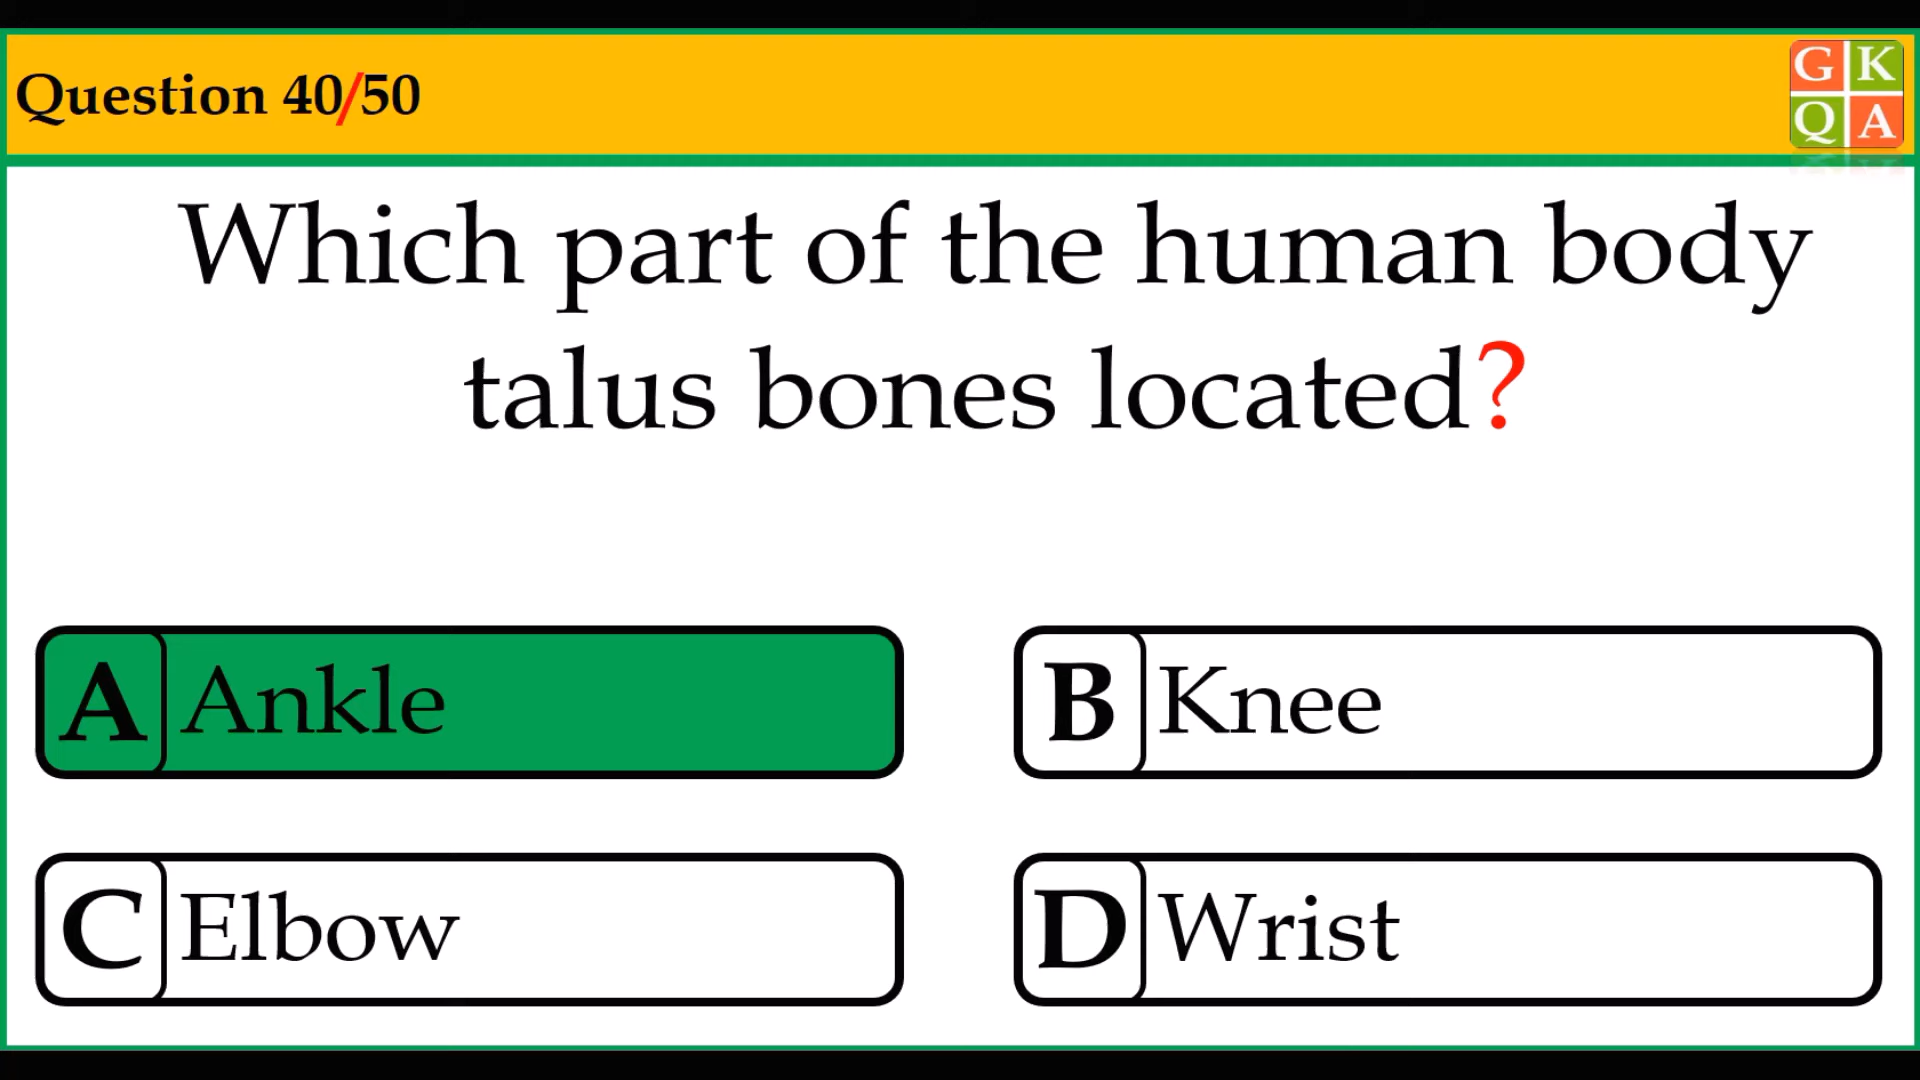 Question 40/50
G K
Q A
Which part of the human body
talus bones located?
A Ankle
B Knee
C Elbow
D Wrist